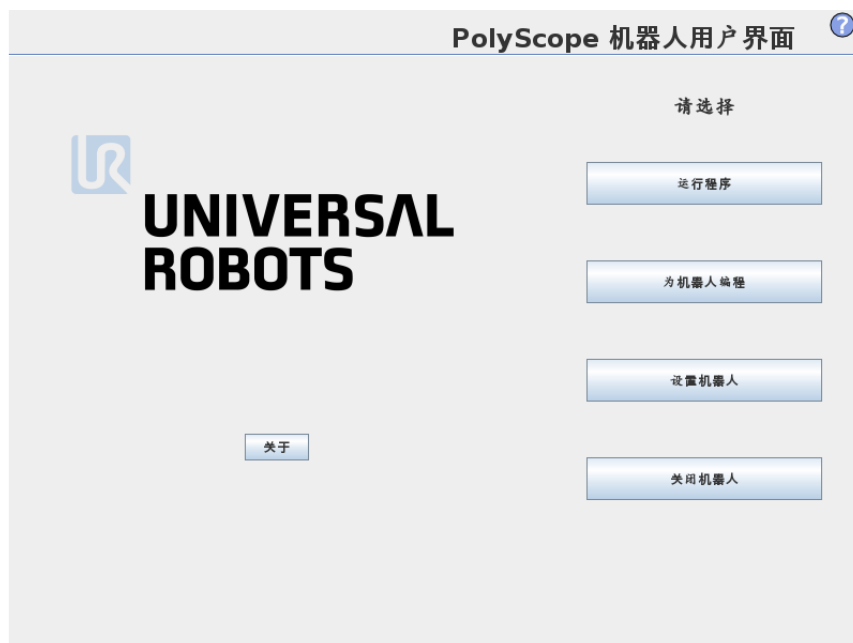 PolyScope 机器人用户界面
?
请选择
UR
UNIVERSAL
ROBOTS
运行程序
为机器人编程
设置机器人
关于
关闭机器人